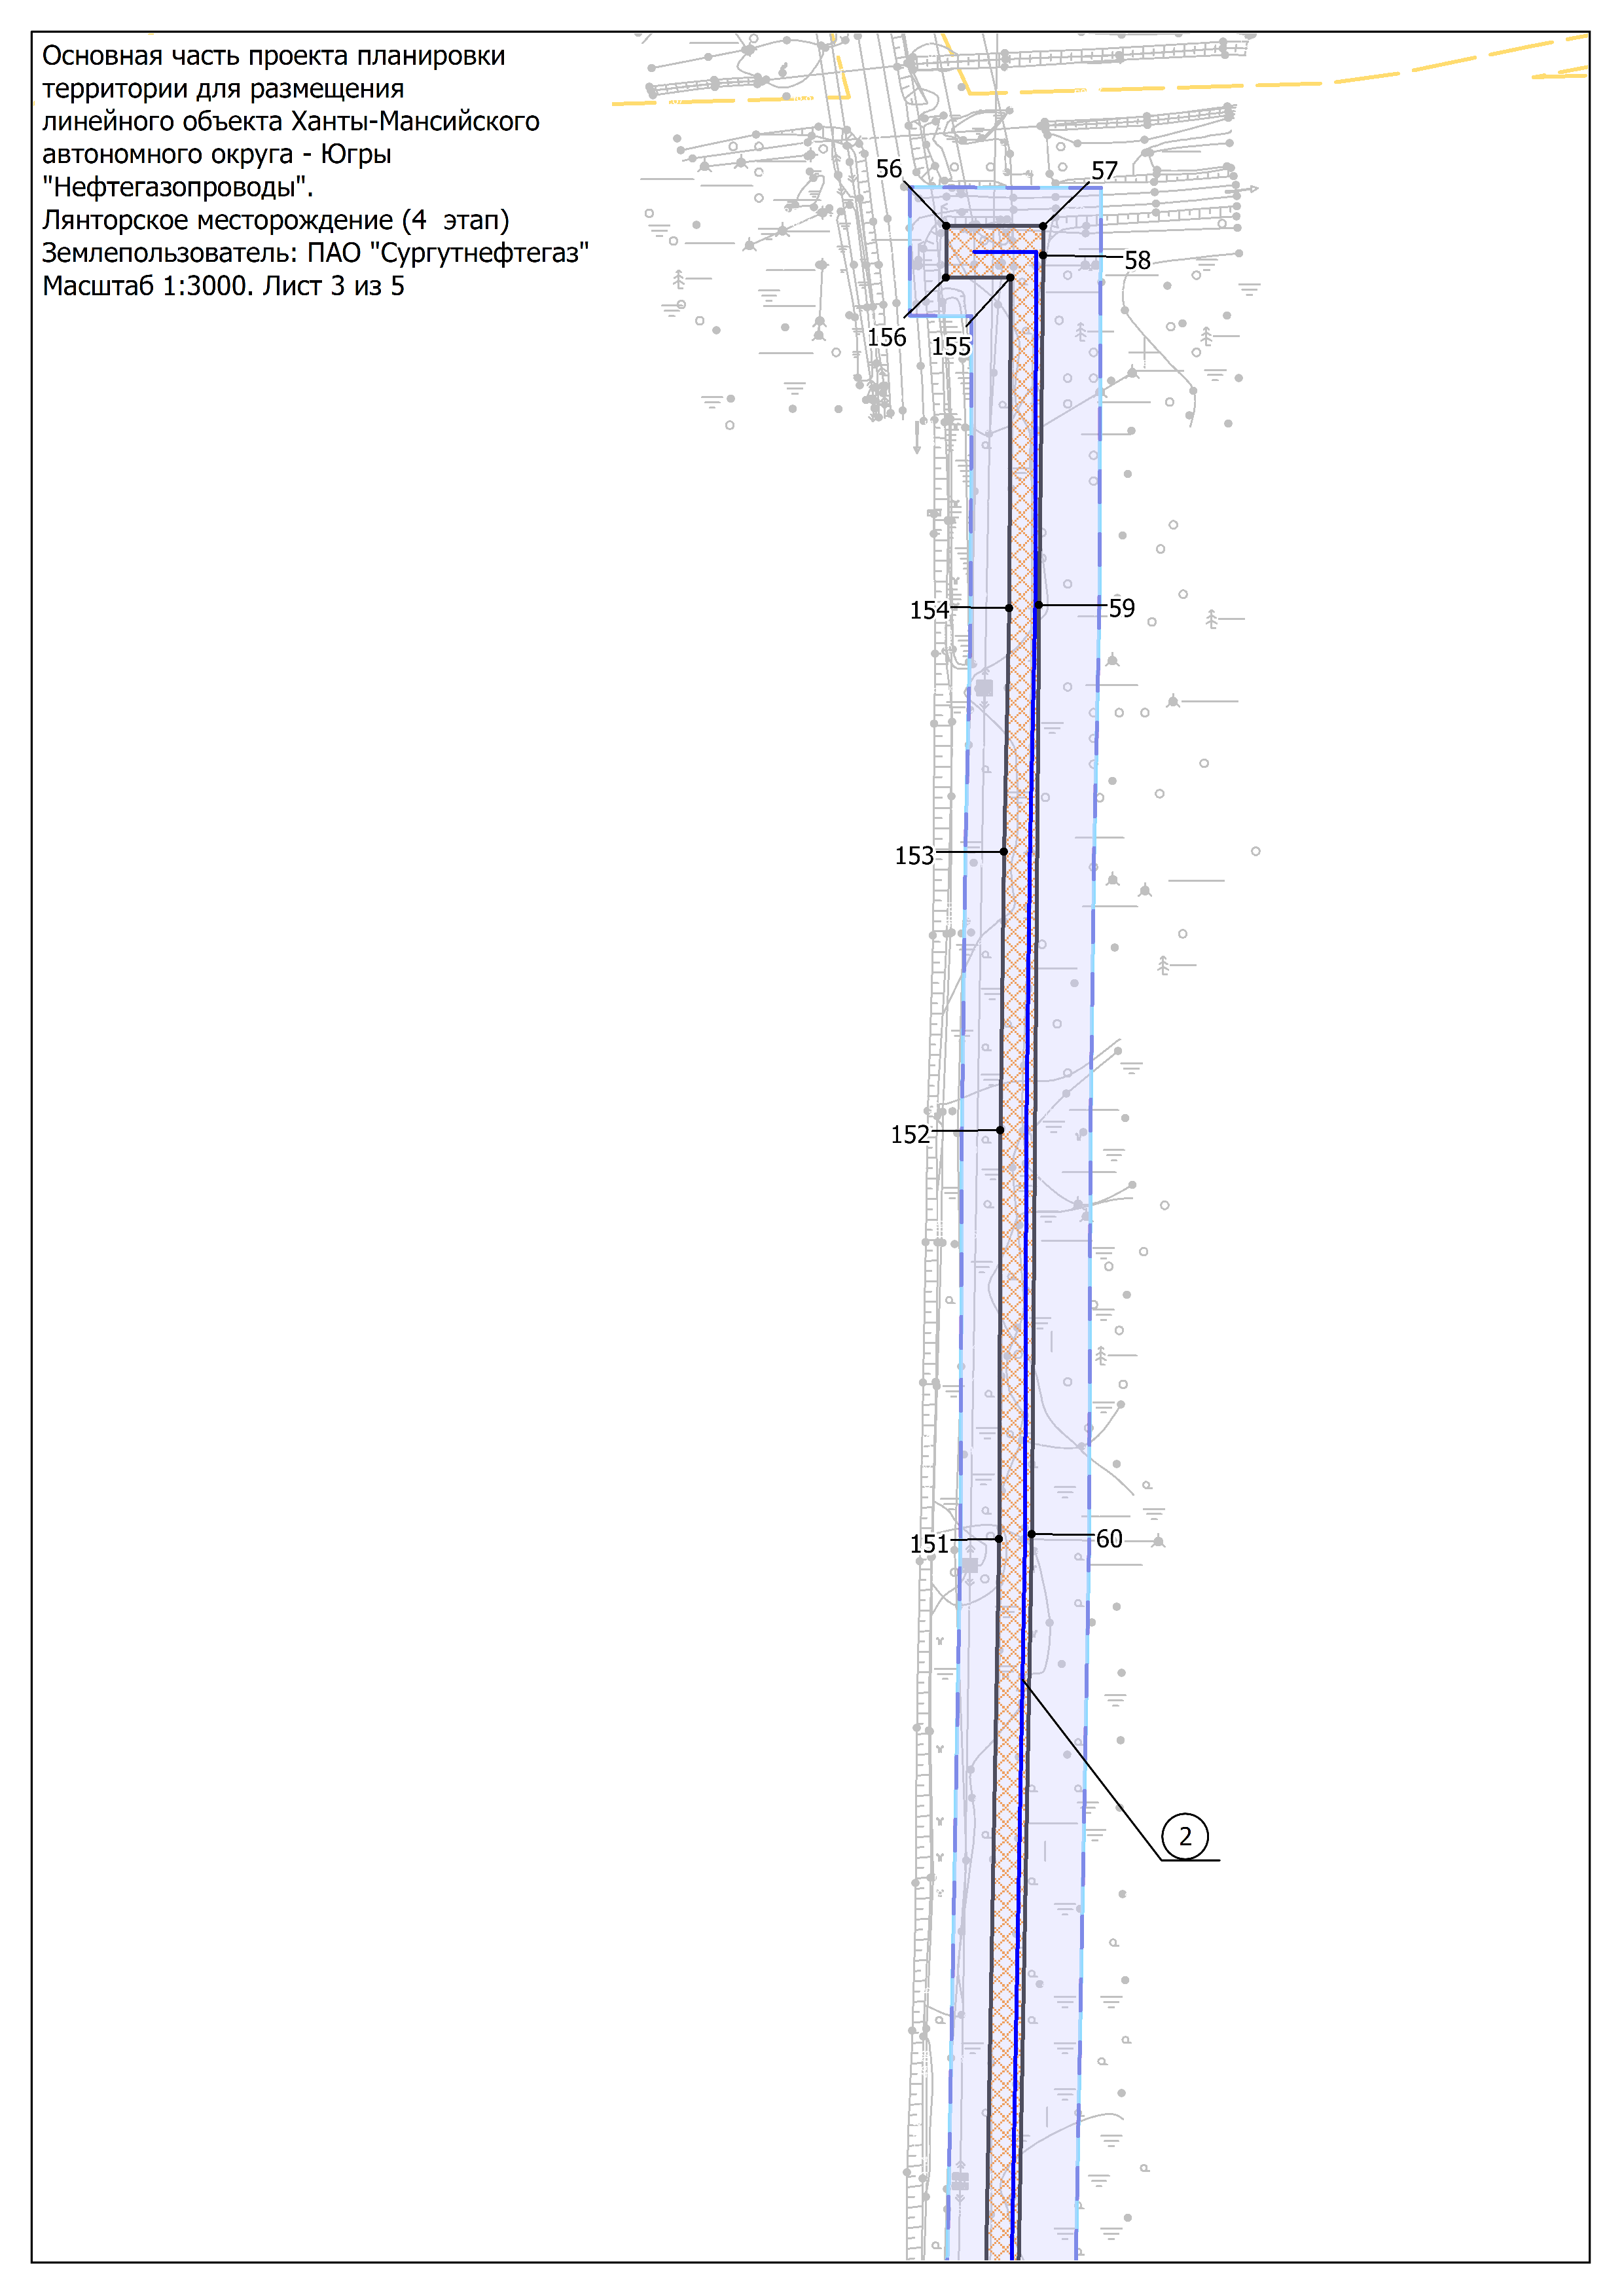 Основная часть проекта планировки
территории для размещения
линейного объекта Ханты-Мансийского
автономного округа - Югры
"Нефтегазопроводы".
Лянторское месторождение (4 этап)
Землепользователь: ПАО "Сургутнефтегаз"
Масштаб 1:3000. Лист 3 из 5
56
57
58
156
155
154
59
153
152
151
60
2